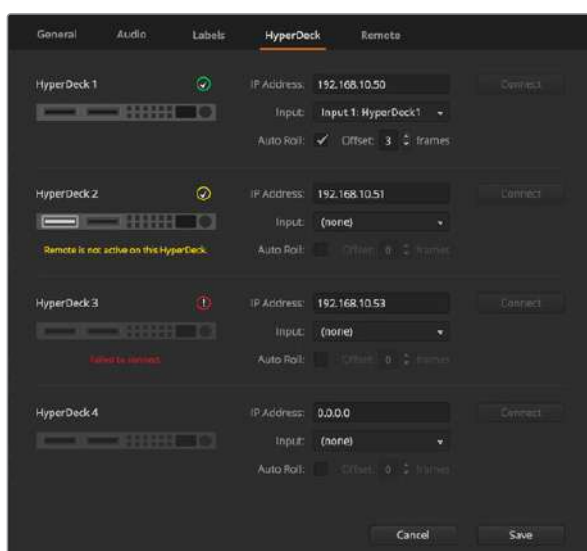 General Audio Labels HyperDeck Remote
HyperDeck 1 IP Address: 192.168.10.50 Connect
Input: Input 1: HyperDeck1
Auto Roll: Offset: 3 frames
HyperDeck 2 IP Address: 192.168.10.51 Connect
Input: (none)
Remote is not active on this HyperDeck. Auto Roll: Offset: 0 frames
HyperDeck 3 IP Address: 192.168.10.53 Connect
Input: (none)
Failed to connect Auto Roll: Offset: 0 frames
HyperDeck 4 IP Address: 0.0.0.0 Connect
Input: (none)
Auto Roll: Offset: 0 frames
Cancel Save